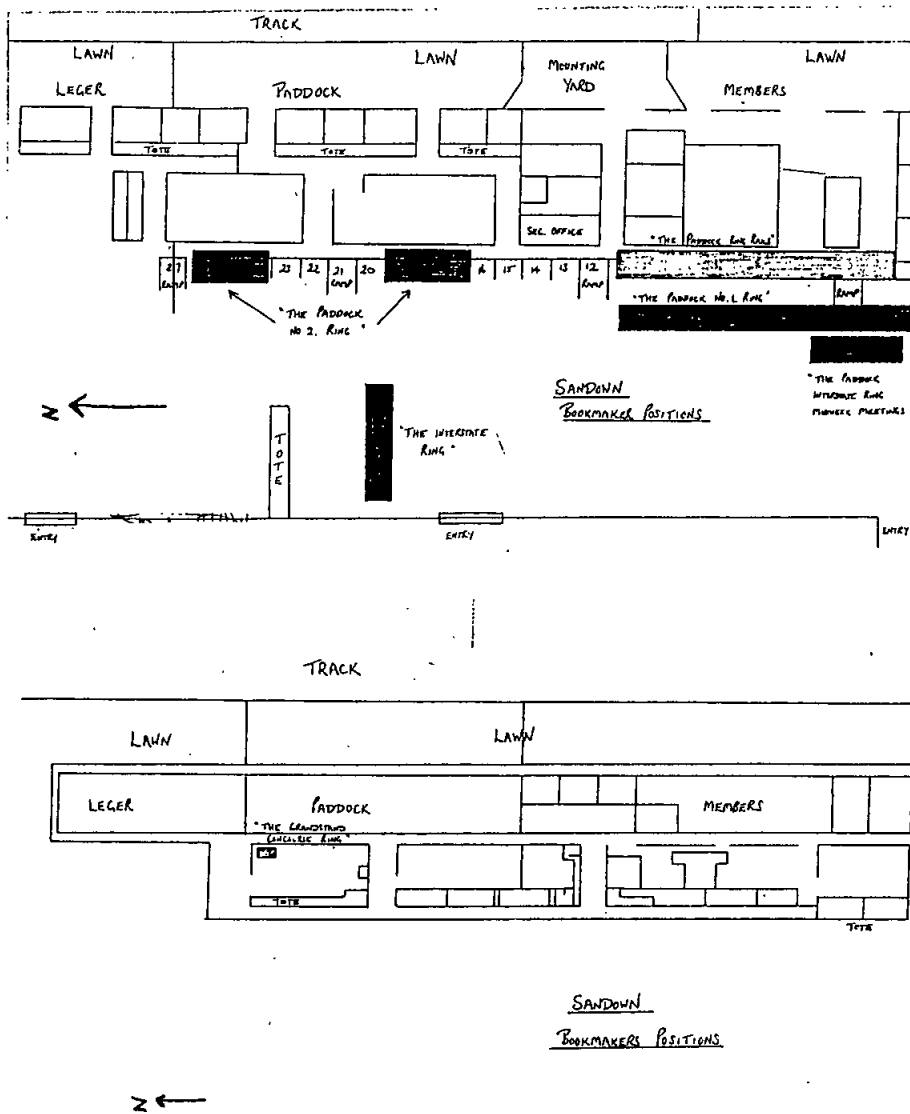 TRACK
LAWN
LAWN
LAWN
LEGER
PADDOCK
MOUNTING
YARD
MEMBERS
TOTE
TOTE
TOTE
SEC. OFFICE
"THE PADDOCK RING RAILS"
27
RAMP
23
22
21
RAMP
20
16
15
14
13
12
RAMP
RAMP
"THE PADDOCK
NO 2. RING"
"THE PADDOCK NO. 1. RING"
"THE PADDOCK
INTERSTATE RING
MIDWEEK MEETINGS
SANDOWN
BOOKMAKER POSITIONS
N
TOTE
"THE INTERSTATE
RING"
ENTRY
ENTRY
ENTRY
TRACK
LAWN
LAWN
LEGER
PADDOCK
MEMBERS
"THE GRANDSTAND
CONCOURSE RING"
TOTE
TOTE
SANDOWN
BOOKMAKERS POSITIONS
N